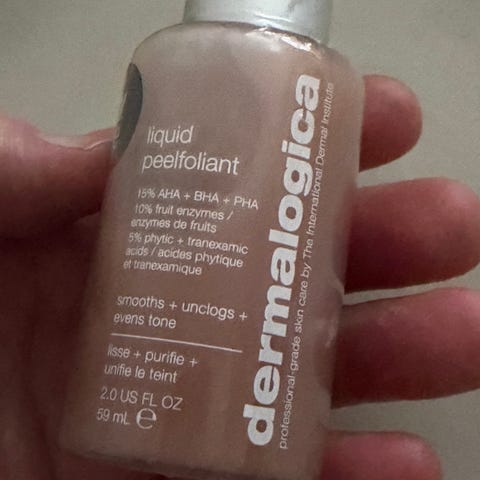 liquid
peelfoliant
15% AHA + BHA + PHA
10% fruit enzymes /
enzymes de fruits
5% phytic + tranexamic
acids / acides phytique
et tranexamique
smooths + unclogs +
evens tone
lisse + purifie +
unifie le teint
2.0 US FL OZ
59 mL ℮
dermalogica
professional-grade skin care by The International Dermal Institute